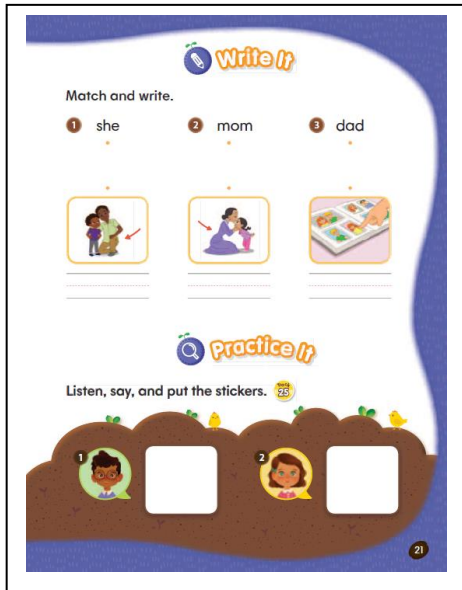 Write It
Match and write.
1 she 2 mom 3 dad
Practice It
Listen, say, and put the stickers. Track 25
1 2
21